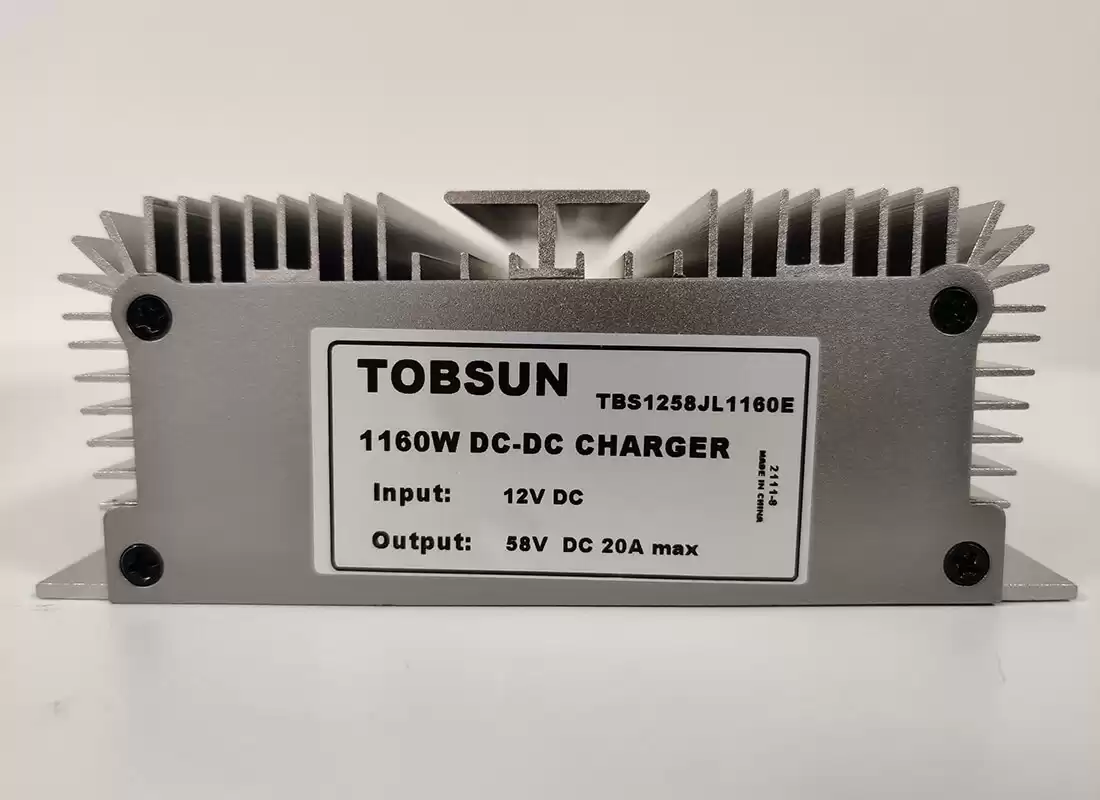 TOBSUN
TBS1258JL1160E
1160W DC-DC CHARGER
Input: 12V DC
Output: 58V DC 20A max
2111-8
MADE IN CHINA